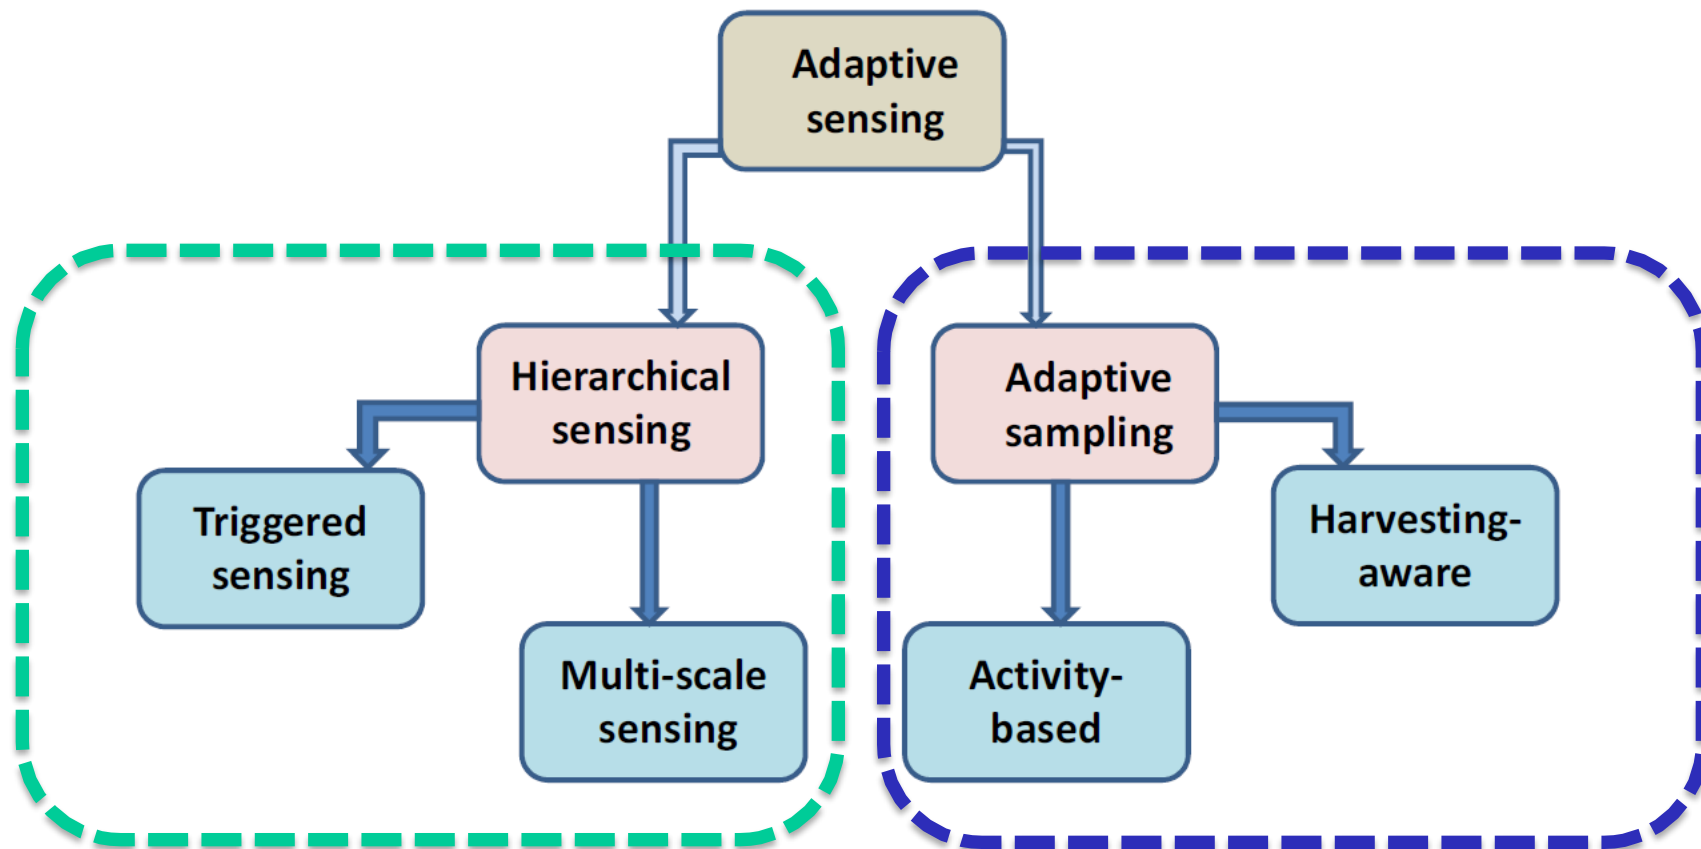 Adaptive
sensing
Hierarchical
sensing
Adaptive
sampling
Triggered
sensing
Harvesting-
aware
Multi-scale
sensing
Activity-
based